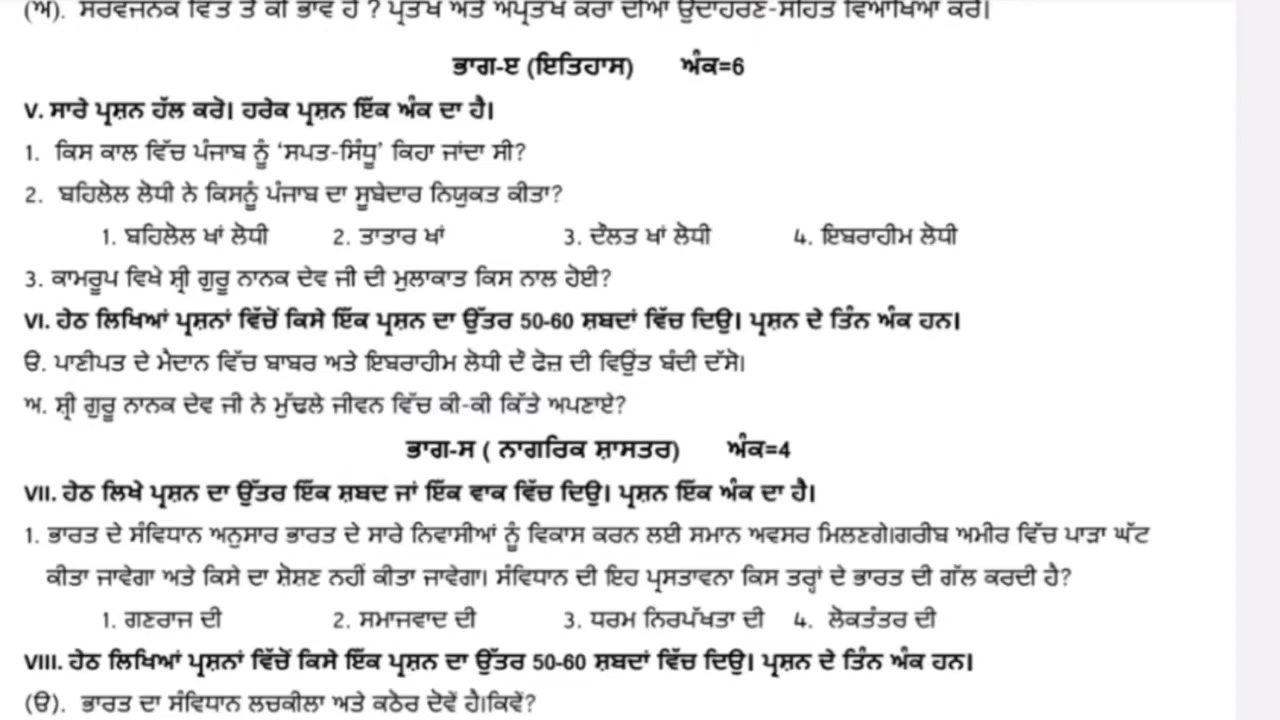 (ਅ). ਸਰਵਜਨਕ ਵਿੱਤ ਤੋਂ ਕੀ ਭਾਵ ਹੈ ? ਪ੍ਰਤੱਖ ਅਤੇ ਅਪ੍ਰਤੱਖ ਕਰਾਂ ਦੀਆਂ ਉਦਾਹਰਣ-ਸਹਿਤ ਵਿਆਖਿਆ ਕਰੋ।
ਭਾਗ-ੲ (ਇਤਿਹਾਸ) ਅੰਕ=6
V. ਸਾਰੇ ਪ੍ਰਸ਼ਨ ਹੱਲ ਕਰੋ। ਹਰੇਕ ਪ੍ਰਸ਼ਨ ਇੱਕ ਅੰਕ ਦਾ ਹੈ।
1. ਕਿਸ ਕਾਲ ਵਿੱਚ ਪੰਜਾਬ ਨੂੰ ‘ਸਪਤ-ਸਿੰਧੂ’ ਕਿਹਾ ਜਾਂਦਾ ਸੀ?
2. ਬਹਿਲੋਲ ਲੋਧੀ ਨੇ ਕਿਸਨੂੰ ਪੰਜਾਬ ਦਾ ਸੂਬੇਦਾਰ ਨਿਯੁਕਤ ਕੀਤਾ?
1. ਬਹਿਲੋਲ ਖਾਂ ਲੋਧੀ 2. ਤਾਤਾਰ ਖਾਂ 3. ਦੌਲਤ ਖਾਂ ਲੋਧੀ 4. ਇਬਰਾਹੀਮ ਲੋਧੀ
3. ਕਾਮਰੂਪ ਵਿਖੇ ਸ਼੍ਰੀ ਗੁਰੂ ਨਾਨਕ ਦੇਵ ਜੀ ਦੀ ਮੁਲਾਕਾਤ ਕਿਸ ਨਾਲ ਹੋਈ?
VI. ਹੇਠ ਲਿਖਿਆਂ ਪ੍ਰਸ਼ਨਾਂ ਵਿੱਚੋਂ ਕਿਸੇ ਇੱਕ ਪ੍ਰਸ਼ਨ ਦਾ ਉੱਤਰ 50-60 ਸ਼ਬਦਾਂ ਵਿੱਚ ਦਿਉ। ਪ੍ਰਸ਼ਨ ਦੇ ਤਿੰਨ ਅੰਕ ਹਨ।
ੳ. ਪਾਣੀਪਤ ਦੇ ਮੈਦਾਨ ਵਿੱਚ ਬਾਬਰ ਅਤੇ ਇਬਰਾਹੀਮ ਲੋਧੀ ਦੌ ਫੋਜ਼ ਦੀ ਵਿਉਂਤ ਬੰਦੀ ਦੱਸੋ।
ਅ. ਸ਼੍ਰੀ ਗੁਰੂ ਨਾਨਕ ਦੇਵ ਜੀ ਨੇ ਮੁੱਢਲੇ ਜੀਵਨ ਵਿੱਚ ਕੀ-ਕੀ ਕਿੱਤੇ ਅਪਣਾਏ?
ਭਾਗ-ਸ ( ਨਾਗਰਿਕ ਸ਼ਾਸਤਰ) ਅੰਕ=4
VII. ਹੇਠ ਲਿਖੇ ਪ੍ਰਸ਼ਨ ਦਾ ਉੱਤਰ ਇੱਕ ਸ਼ਬਦ ਜਾਂ ਇੱਕ ਵਾਕ ਵਿੱਚ ਦਿਉ। ਪ੍ਰਸ਼ਨ ਇੱਕ ਅੰਕ ਦਾ ਹੈ।
1. ਭਾਰਤ ਦੇ ਸੰਵਿਧਾਨ ਅਨੁਸਾਰ ਭਾਰਤ ਦੇ ਸਾਰੇ ਨਿਵਾਸੀਆਂ ਨੂੰ ਵਿਕਾਸ ਕਰਨ ਲਈ ਸਮਾਨ ਅਵਸਰ ਮਿਲਣਗੇ।ਗਰੀਬ ਅਮੀਰ ਵਿੱਚ ਪਾੜਾ ਘੱਟ
ਕੀਤਾ ਜਾਵੇਗਾ ਅਤੇ ਕਿਸੇ ਦਾ ਸ਼ੋਸ਼ਣ ਨਹੀਂ ਕੀਤਾ ਜਾਵੇਗਾ। ਸੰਵਿਧਾਨ ਦੀ ਇਹ ਪ੍ਰਸਤਾਵਨਾ ਕਿਸ ਤਰ੍ਹਾਂ ਦੇ ਭਾਰਤ ਦੀ ਗੱਲ ਕਰਦੀ ਹੈ?
1. ਗਣਰਾਜ ਦੀ 2. ਸਮਾਜਵਾਦ ਦੀ 3. ਧਰਮ ਨਿਰਪੱਖਤਾ ਦੀ 4. ਲੋਕਤੰਤਰ ਦੀ
VIII. ਹੇਠ ਲਿਖਿਆਂ ਪ੍ਰਸ਼ਨਾਂ ਵਿੱਚੋਂ ਕਿਸੇ ਇੱਕ ਪ੍ਰਸ਼ਨ ਦਾ ਉੱਤਰ 50-60 ਸ਼ਬਦਾਂ ਵਿੱਚ ਦਿਉ। ਪ੍ਰਸ਼ਨ ਦੇ ਤਿੰਨ ਅੰਕ ਹਨ।
(ੳ). ਭਾਰਤ ਦਾ ਸੰਵਿਧਾਨ ਲਚਕੀਲਾ ਅਤੇ ਕਠੋਰ ਦੋਵੇਂ ਹੈ।ਕਿਵੇਂ?